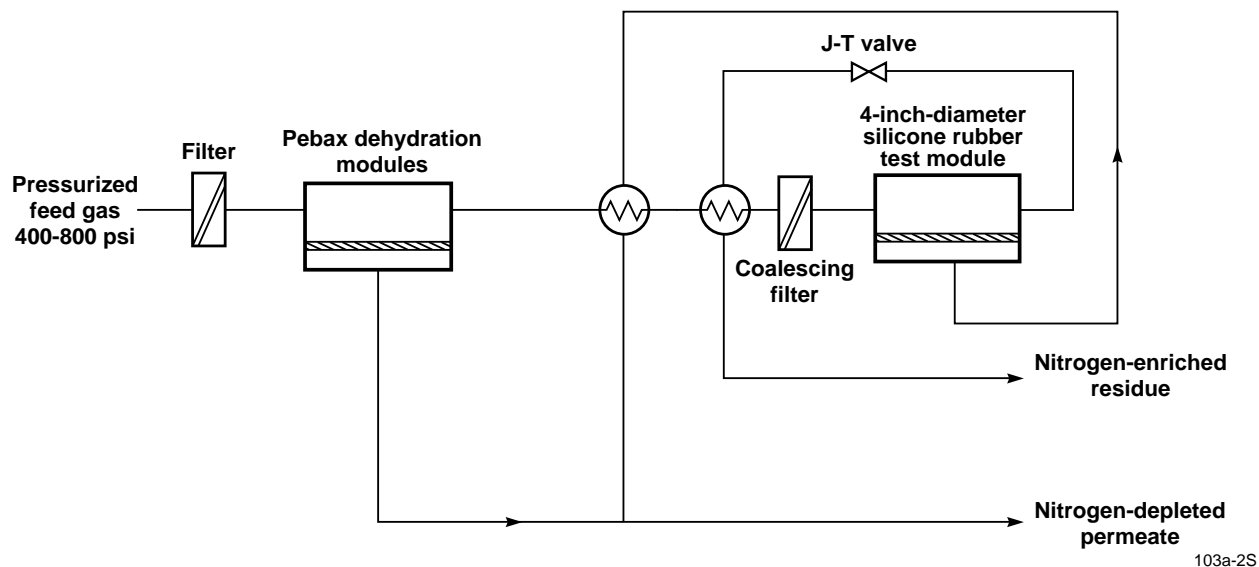 J-T valve
4-inch-diameter
silicone rubber
test module
Pebax dehydration
modules
Filter
Pressurized
feed gas
400-800 psi
Coalescing
filter
Nitrogen-enriched
residue
Nitrogen-depleted
permeate
103a-2S